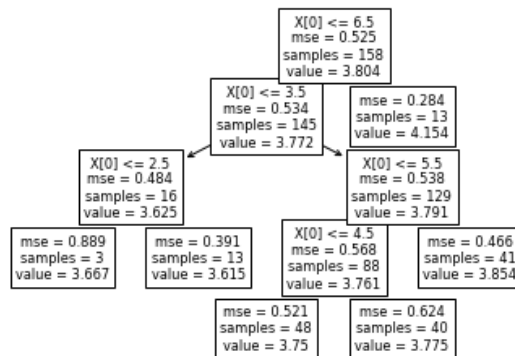 X[0] <= 6.5
mse = 0.525
samples = 158
value = 3.804
X[0] <= 3.5
mse = 0.534
samples = 145
value = 3.772
mse = 0.284
samples = 13
value = 4.154
X[0] <= 2.5
mse = 0.484
samples = 16
value = 3.625
X[0] <= 5.5
mse = 0.538
samples = 129
value = 3.791
mse = 0.889
samples = 3
value = 3.667
mse = 0.391
samples = 13
value = 3.615
X[0] <= 4.5
mse = 0.568
samples = 88
value = 3.761
mse = 0.466
samples = 41
value = 3.854
mse = 0.521
samples = 48
value = 3.75
mse = 0.624
samples = 40
value = 3.775